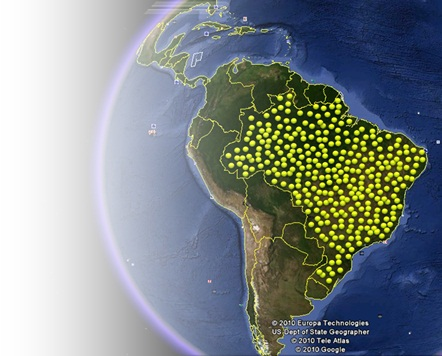 © 2010 Europa Technologies
US Dept of State Geographer
© 2010 Tele Atlas
© 2010 Google